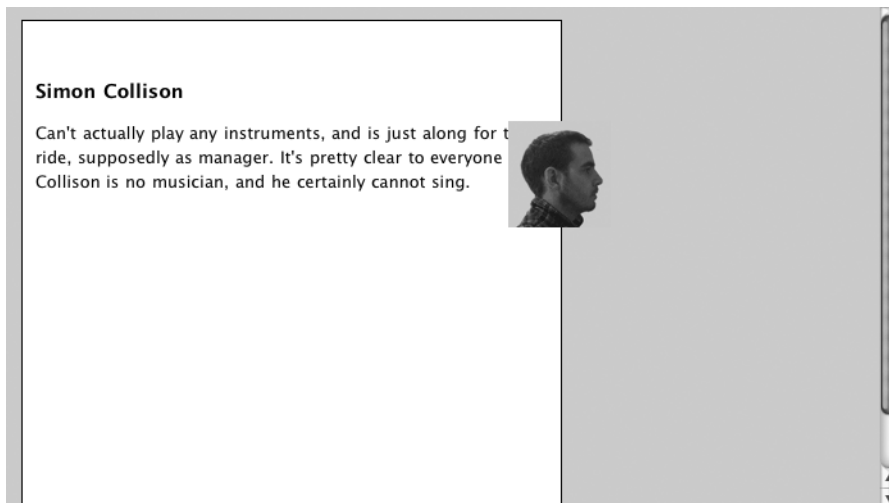 Simon Collison
Can't actually play any instruments, and is just along for t
ride, supposedly as manager. It's pretty clear to everyone
Collison is no musician, and he certainly cannot sing.